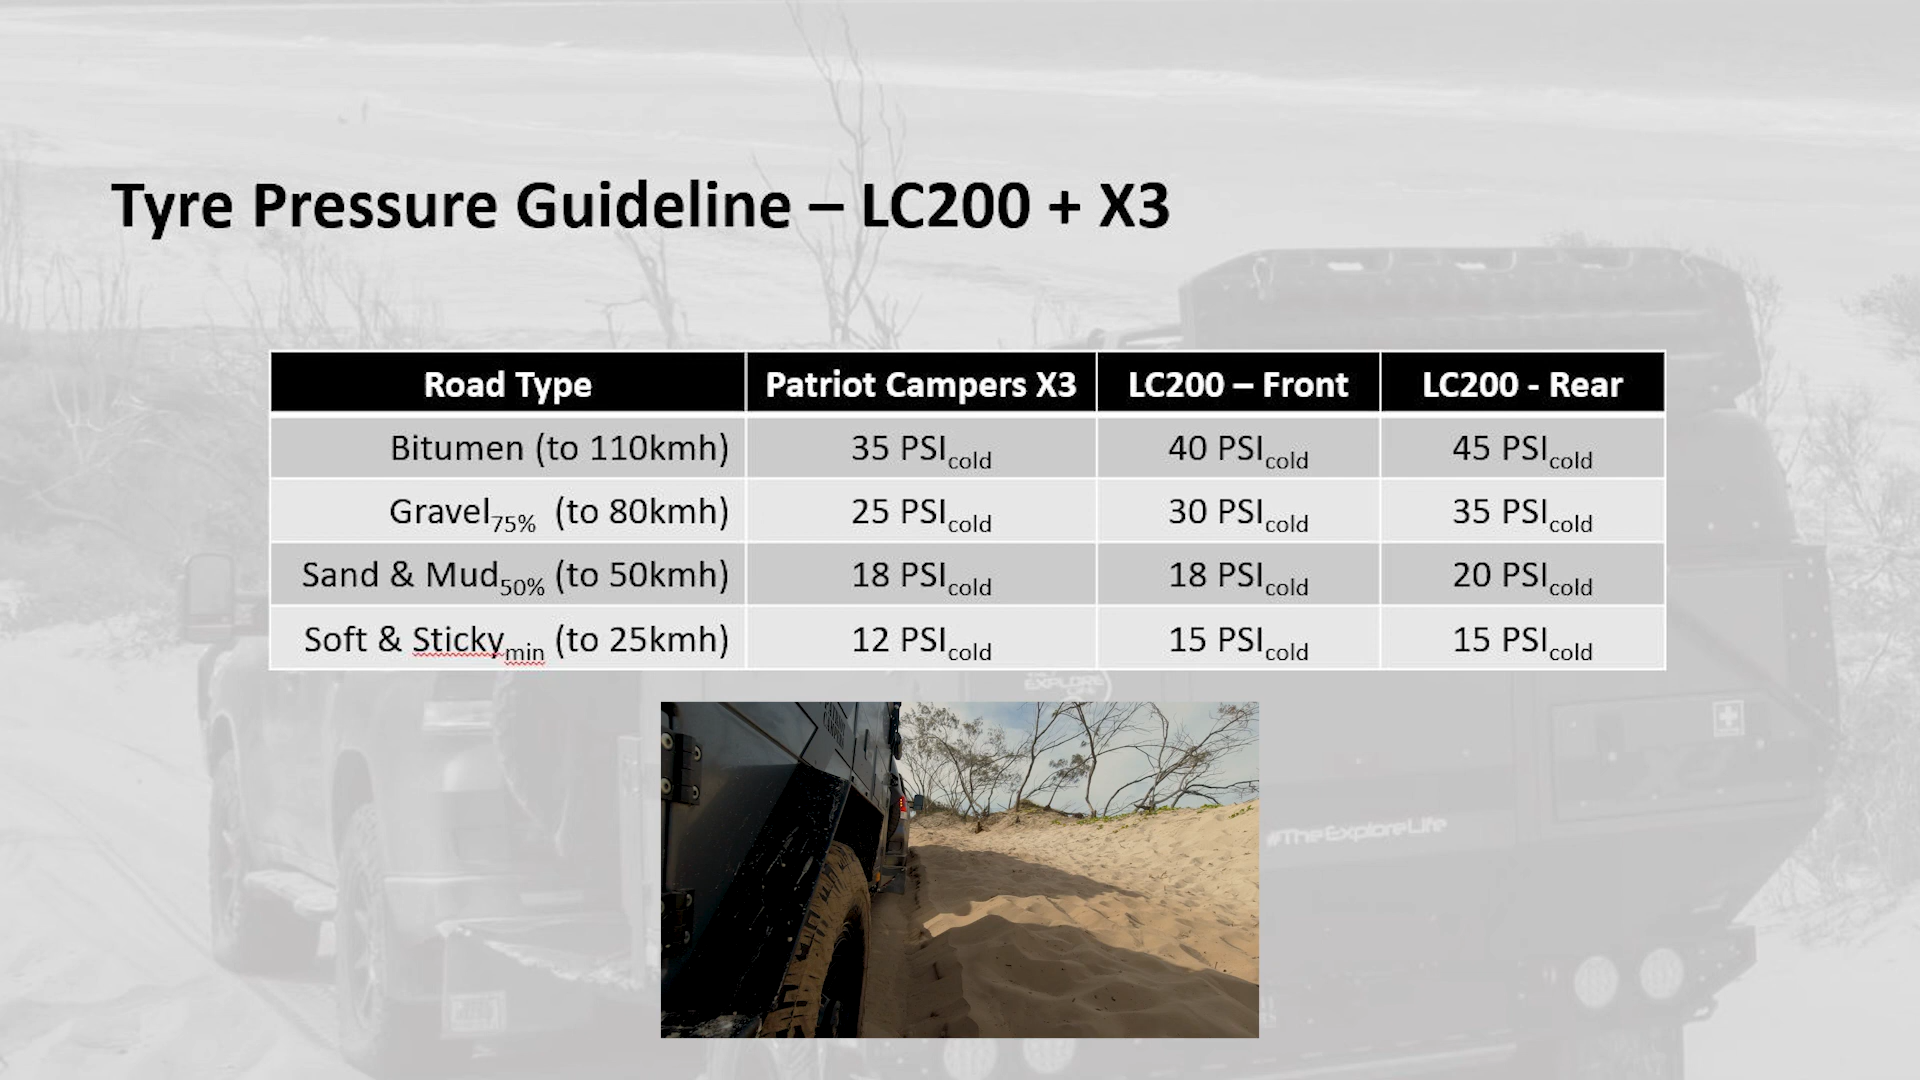 Tyre Pressure Guideline – LC200 + X3
Road Type Patriot Campers X3 LC200 – Front LC200 - Rear
Bitumen (to 110kmh) 35 PSIcold 40 PSIcold 45 PSIcold
Gravel75% (to 80kmh) 25 PSIcold 30 PSIcold 35 PSIcold
Sand & Mud50% (to 50kmh) 18 PSIcold 18 PSIcold 20 PSIcold
Soft & Stickymin (to 25kmh) 12 PSIcold 15 PSIcold 15 PSIcold
EXPLORE
#TheExploreLife